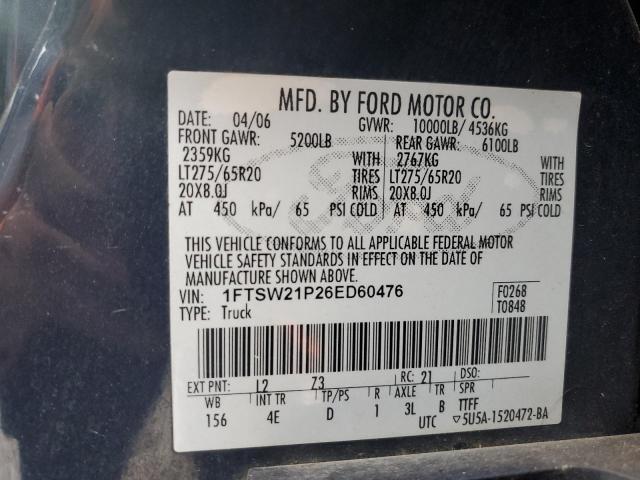 MFD. BY FORD MOTOR CO.
DATE: 04/06 GVWR: 10000LB/ 4536KG
FRONT GAWR: 5200LB REAR GAWR: 6100LB
2359KG WITH 2767KG WITH
LT275/65R20 TIRES LT275/65R20 TIRES
20X8.0J RIMS 20X8.0J RIMS
AT 450 kPa/ 65 PSI COLD AT 450 kPa/ 65 PSI COLD
THIS VEHICLE CONFORMS TO ALL APPLICABLE FEDERAL MOTOR
VEHICLE SAFETY STANDARDS IN EFFECT ON THE DATE OF
MANUFACTURE SHOWN ABOVE.
VIN: 1FTSW21P26ED60476 F0268
TYPE: Truck T0848
EXT PNT: L2 Z3 RC: 21 DSO:
WB INT TR TP/PS R AXLE TR SPR
156 4E D 1 3L B TTFF
UTC ▽5U5A-1520472-BA
Ford